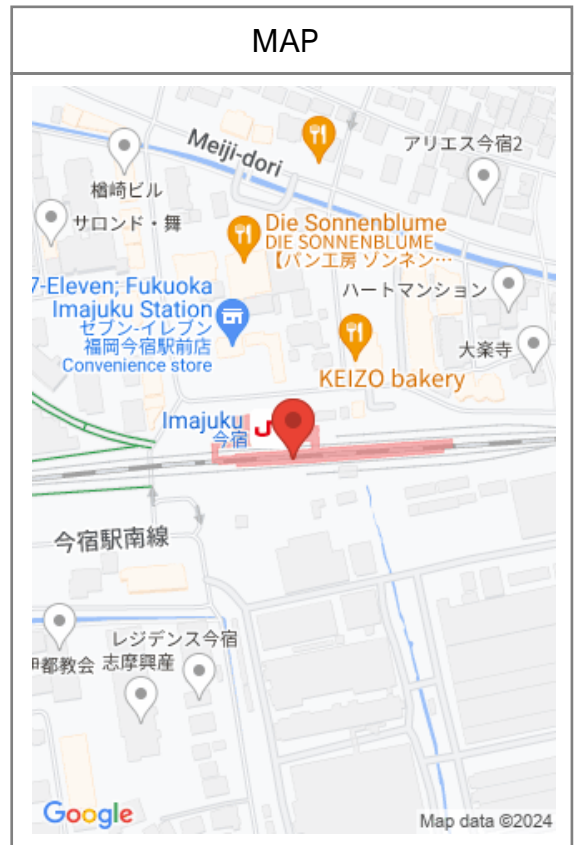 MAP
Meiji-dori
アリエス今宿2
楢崎ビル
サロンド・舞
Die Sonnenblume
DIE SONNENBLUME
【パン工房 ゾンネン…
7-Eleven; Fukuoka
Imajuku Station
セブン-イレブン
福岡今宿駅前店
Convenience store
ハートマンション
大楽寺
KEIZO bakery
Imajuku
今宿
今宿駅南線
レジデンス今宿
伊都教会
志摩興産
Google
Map data ©2024